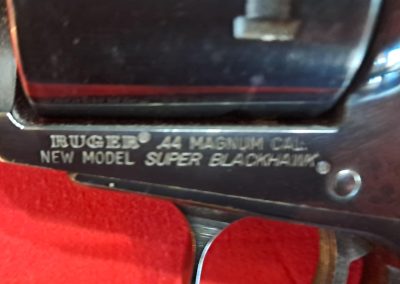 RUGER® .44 MAGNUM CAL.
NEW MODEL SUPER BLACKHAWK®